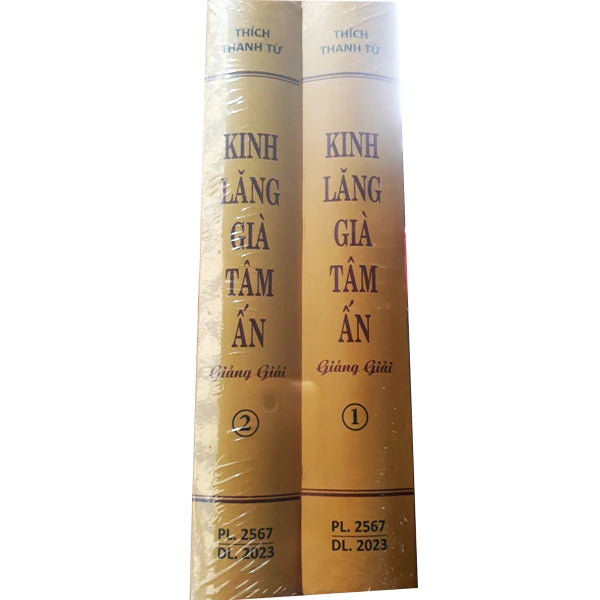 THÍCH
THANH TỪ
KINH
LĂNG
GIÀ
TÂM
ẤN
Giảng Giải
2
PL. 2567
DL. 2023
THÍCH
THANH TỪ
KINH
LĂNG
GIÀ
TÂM
ẤN
Giảng Giải
1
PL. 2567
DL. 2023